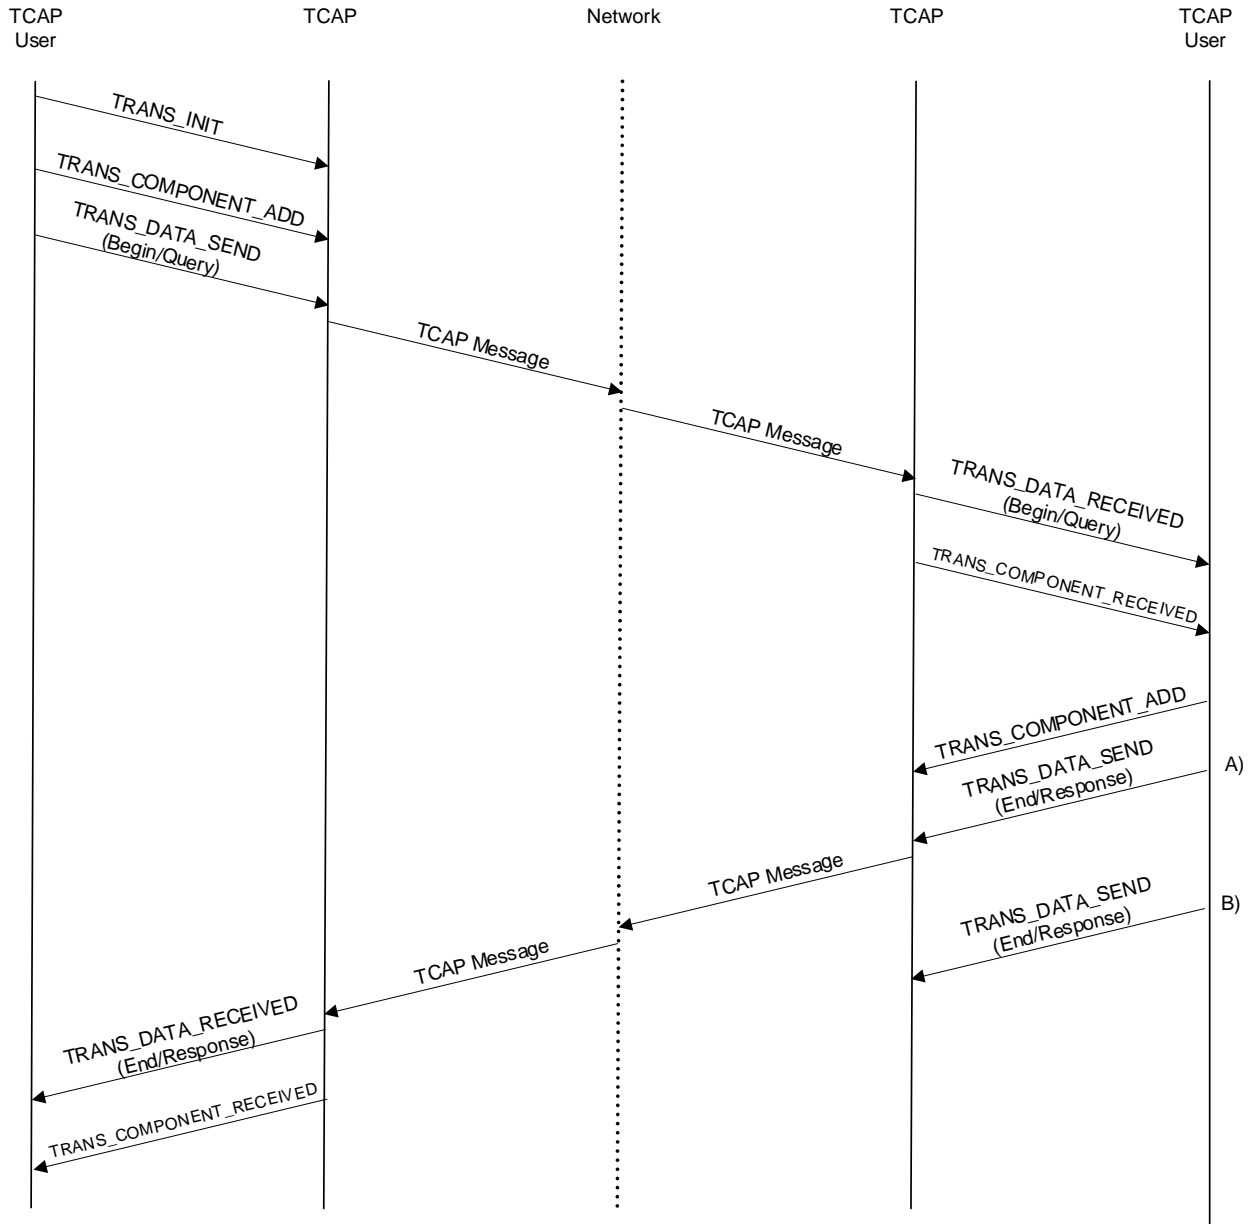 TCAP
User
TCAP
Network
TCAP
TCAP
User
TRANS_INIT
TRANS_COMPONENT_ADD
TRANS_DATA_SEND
(Begin/Query)
TCAP Message
TCAP Message
TRANS_DATA_RECEIVED
(Begin/Query)
TRANS_COMPONENT_RECEIVED
TRANS_COMPONENT_ADD
TRANS_DATA_SEND
(End/Response)
A)
TCAP Message
TRANS_DATA_SEND
(End/Response)
B)
TCAP Message
TRANS_DATA_RECEIVED
(End/Response)
TRANS_COMPONENT_RECEIVED